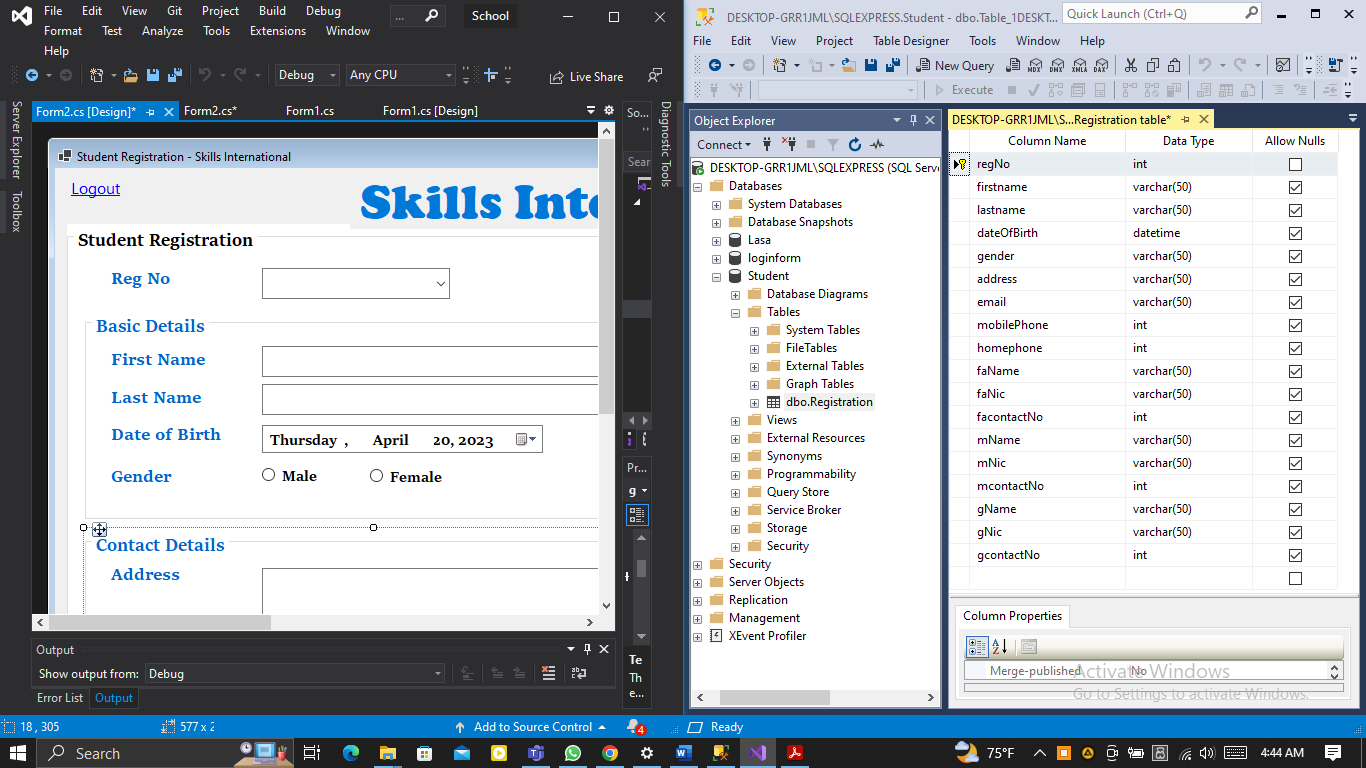 File Edit View Git Project Build Debug
Format Test Analyze Tools Extensions Window
Help
...
School
Debug Any CPU Live Share
Form2.cs [Design]* Form2.cs* Form1.cs Form1.cs [Design]
Server Explorer
Toolbox
Student Registration - Skills International
Logout
Skills Inte
Student Registration
Reg No
Basic Details
First Name
Last Name
Date of Birth Thursday , April 20, 2023
Gender Male Female
Contact Details
Address
So...
Sear
Diagnostic Tools
Pr...
g
Te
Th
e...
Output
Show output from: Debug
Error List Output
18 , 305 577 x 2 Add to Source Control 4
DESKTOP-GRR1JML\SQLEXPRESS.Student - dbo.Table_1DESKT...
Quick Launch (Ctrl+Q)
File Edit View Project Table Designer Tools Window Help
New Query MDX DMX XMLA DAX
Execute
Object Explorer
Connect
DESKTOP-GRR1JML\SQLEXPRESS (SQL Serve
Databases
System Databases
Database Snapshots
Lasa
loginform
Student
Database Diagrams
Tables
System Tables
FileTables
External Tables
Graph Tables
dbo.Registration
Views
External Resources
Synonyms
Programmability
Query Store
Service Broker
Storage
Security
Security
Server Objects
Replication
Management
XEvent Profiler
DESKTOP-GRR1JML\S...Registration table*
Column Name Data Type Allow Nulls
regNo int
firstname varchar(50)
lastname varchar(50)
dateOfBirth datetime
gender varchar(50)
address varchar(50)
email varchar(50)
mobilePhone int
homephone int
faName varchar(50)
faNic varchar(50)
facontactNo int
mName varchar(50)
mNic varchar(50)
mcontactNo int
gName varchar(50)
gNic varchar(50)
gcontactNo int
Column Properties
Merge-published No
Activate Windows
Go to Settings to activate Windows.
Ready
Search
75°F 4:44 AM